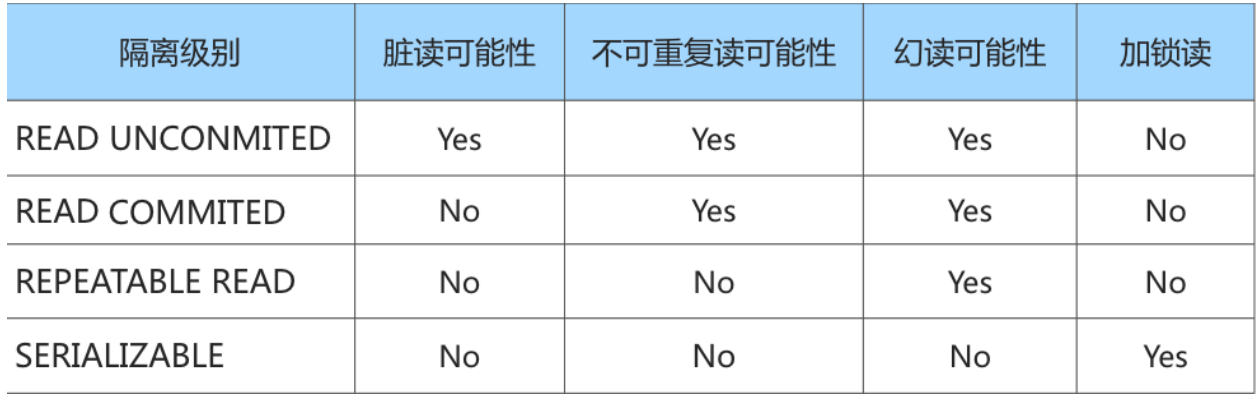 隔离级别 脏读可能性 不可重复读可能性 幻读可能性 加锁读
READ UNCONMITED Yes Yes Yes No
READ COMMITED No Yes Yes No
REPEATABLE READ No No Yes No
SERIALIZABLE No No No Yes